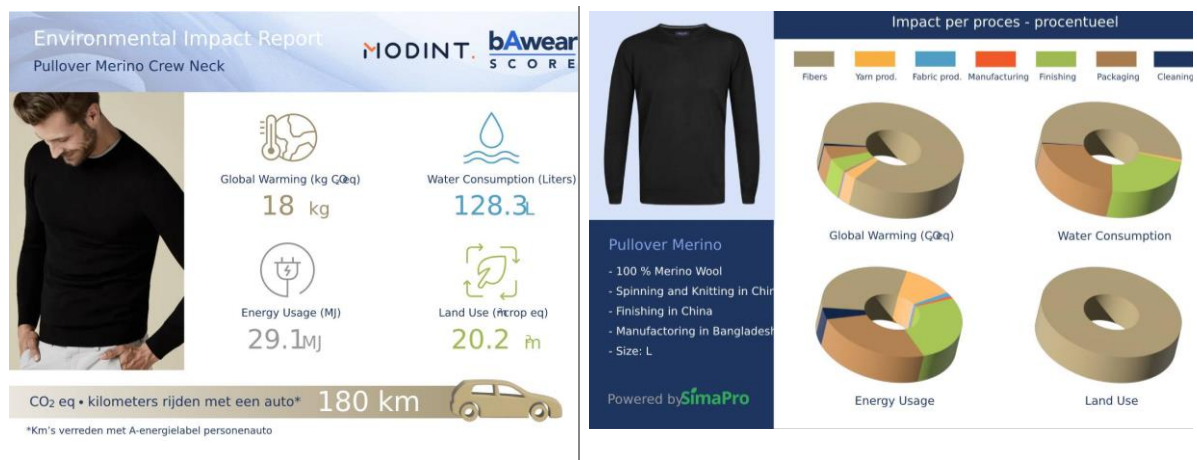 Environmental Impact Report
Pullover Merino Crew Neck
MODINT.
bAwear
SCORE
Global Warming (kg CO₂eq)
18 kg
Water Consumption (Liters)
128.3L
Energy Usage (MJ)
29.1MJ
Land Use (m²crop eq)
20.2 m²
CO₂ eq • kilometers rijden met een auto* 180 km
*Km's verreden met A-energielabel personenauto
Impact per proces - procentueel
Fibers
Yarn prod.
Fabric prod.
Manufacturing
Finishing
Packaging
Cleaning
Global Warming (CO₂eq)
Water Consumption
Energy Usage
Land Use
Pullover Merino
- 100 % Merino Wool
- Spinning and Knitting in Chin
- Finishing in China
- Manufactoring in Bangladesh
- Size: L
Powered by SimaPro